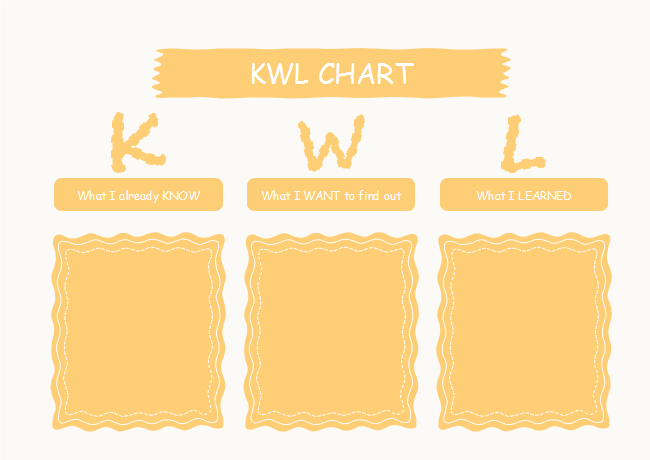 KWL CHART
K
W
L
What I already KNOW
What I WANT to find out
What I LEARNED